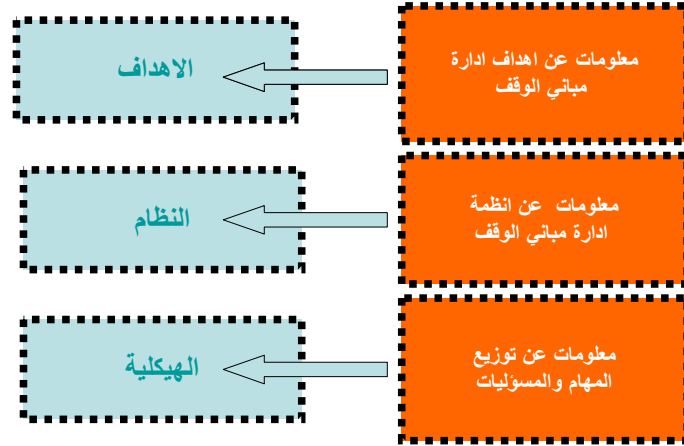 معلومات عن اهداف ادارة
مباني الوقف
الاهداف
معلومات عن انظمة
ادارة مباني الوقف
النظام
معلومات عن توزيع
المهام والمسؤليات
الهيكلية